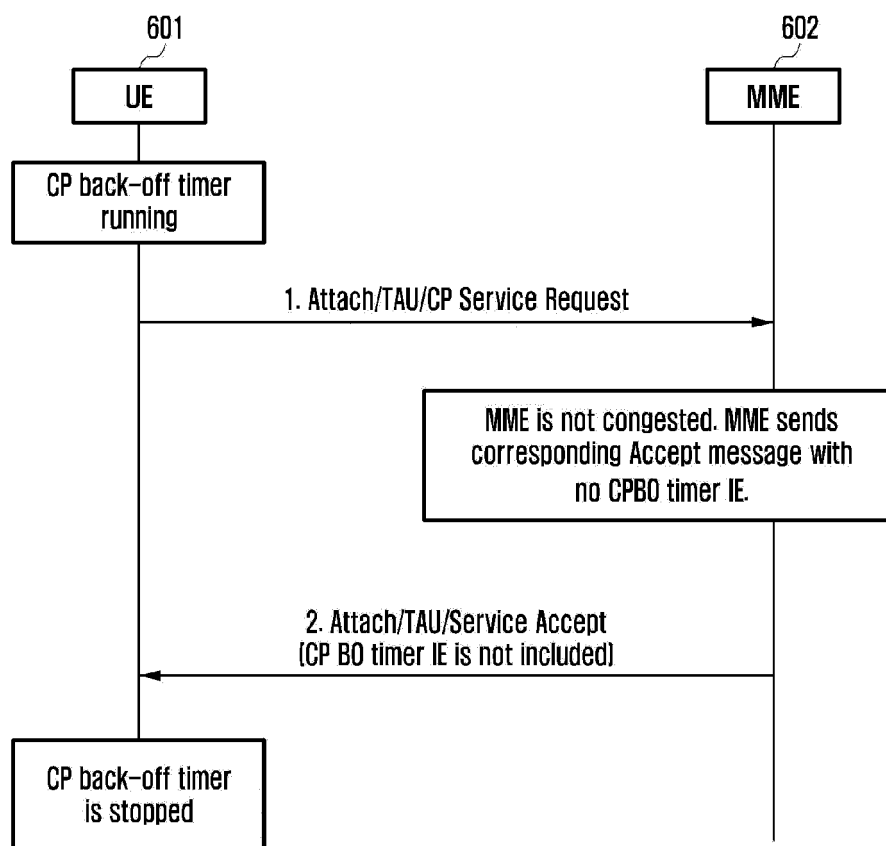 601
602
UE
MME
CP back-off timer
running
1. Attach/TAU/CP Service Request
MME is not congested. MME sends
corresponding Accept message with
no CPBO timer IE.
2. Attach/TAU/Service Accept
(CP BO timer IE is not included)
CP back-off timer
is stopped